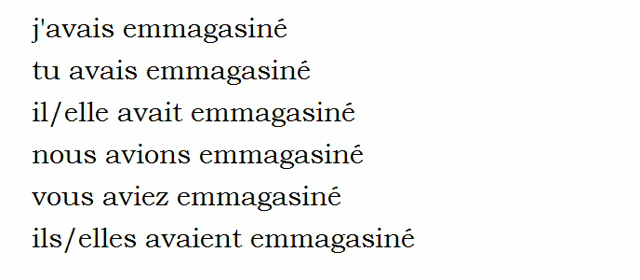 j'avais emmagasiné
tu avais emmagasiné
il/elle avait emmagasiné
nous avions emmagasiné
vous aviez emmagasiné
ils/elles avaient emmagasiné